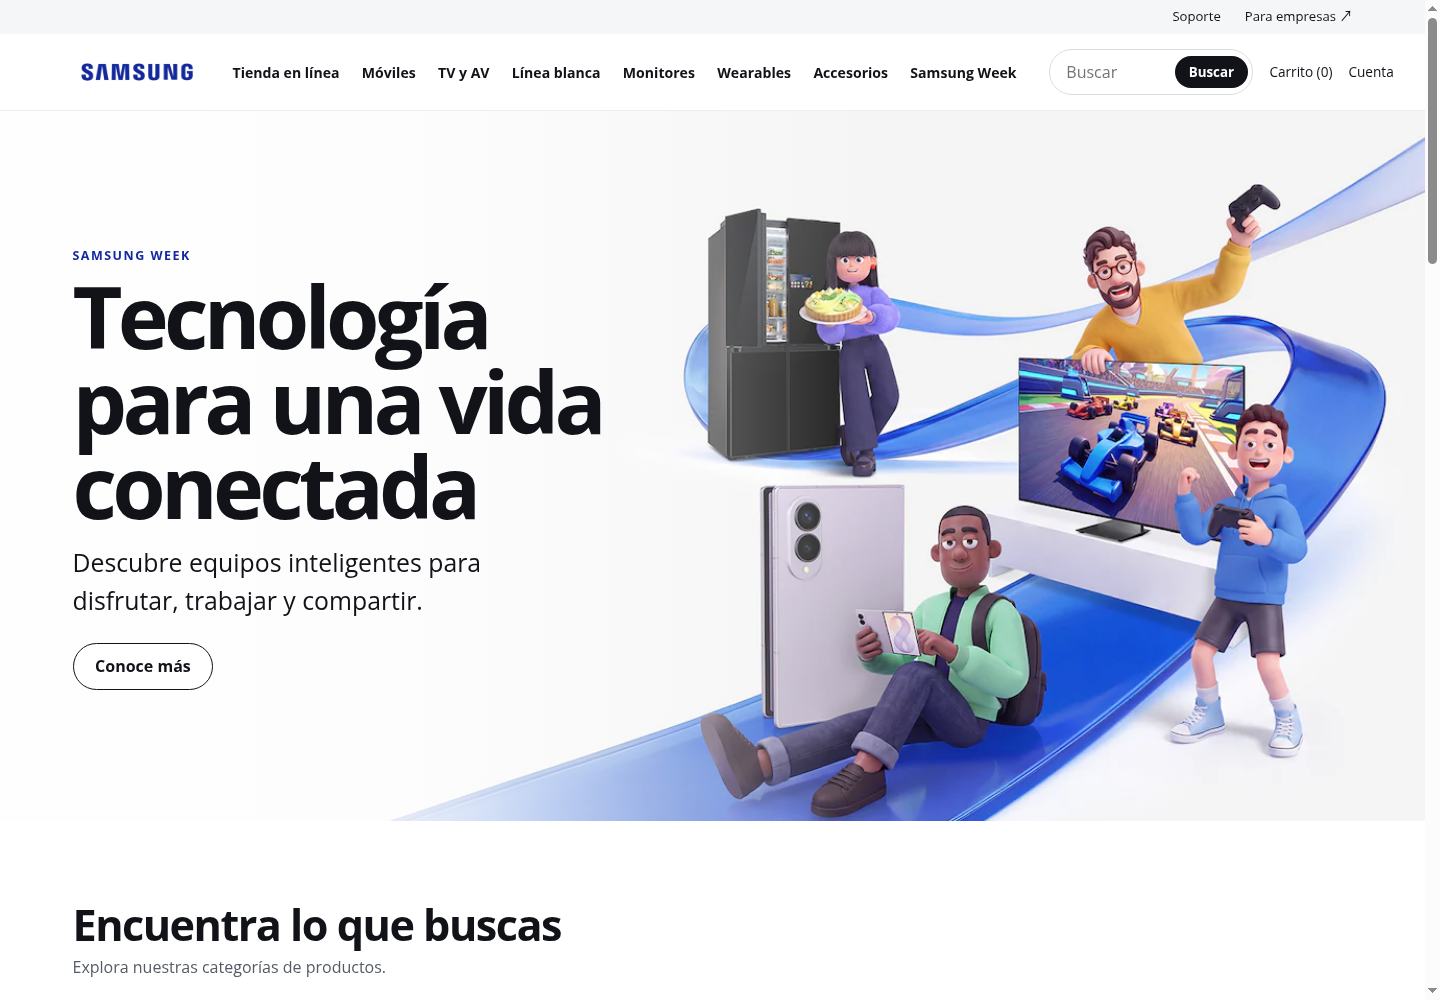 Soporte Para empresas ↗
SAMSUNG Tienda en línea Móviles TV y AV Línea blanca Monitores Wearables Accesorios Samsung Week Buscar Buscar Carrito (0) Cuenta
SAMSUNG WEEK
Tecnología
para una vida
conectada
Descubre equipos inteligentes para
disfrutar, trabajar y compartir.
Conoce más
Encuentra lo que buscas
Explora nuestras categorías de productos.